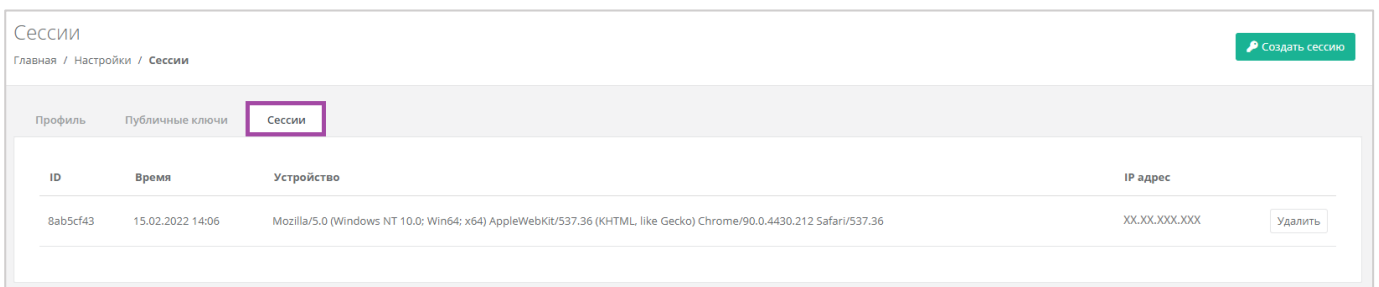 Сессии
Создать сессию
Главная / Настройки / Сессии
Профиль Публичные ключи Сессии
ID Время Устройство IP адрес
8ab5cf43 15.02.2022 14:06 Mozilla/5.0 (Windows NT 10.0; Win64; x64) AppleWebKit/537.36 (KHTML, like Gecko) Chrome/90.0.4430.212 Safari/537.36 XX.XX.XXX.XXX Удалить